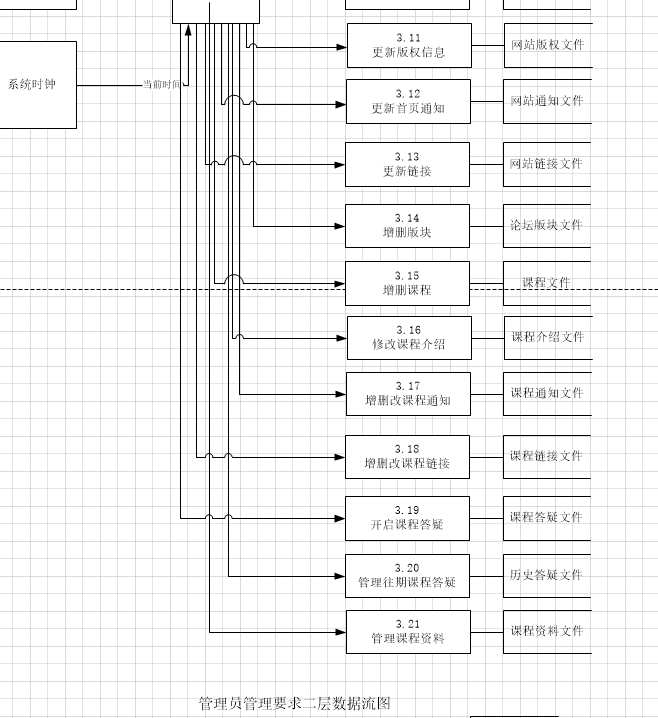 3.11
更新版权信息
网站版权文件
系统时钟
当前时间
3.12
更新首页通知
网站通知文件
3.13
更新链接
网站链接文件
3.14
增删版块
论坛版块文件
3.15
增删课程
课程文件
3.16
修改课程介绍
课程介绍文件
3.17
增删改课程通知
课程通知文件
3.18
增删改课程链接
课程链接文件
3.19
开启课程答疑
课程答疑文件
3.20
管理往期课程答疑
历史答疑文件
3.21
管理课程资料
课程资料文件
管理员管理要求二层数据流图